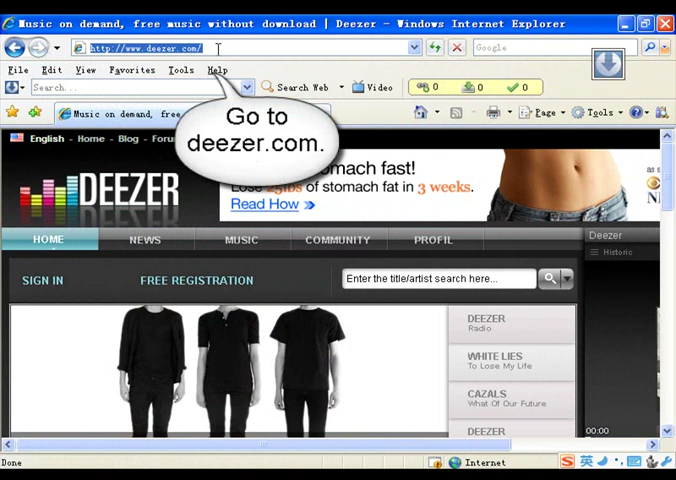 Music on demand, free music without download | Deezer - Windows Internet Explorer
http://www.deezer.com/
Google
File Edit View Favorites Tools Help
Search... Search Web Video 0 0 0
Music on demand, free
Page Tools
Go to
deezer.com.
English - Home - Blog - Foru
DEEZER
stomach fast!
Lose 25lbs of stomach fat in 3 weeks.
Read How
as s
HOME NEWS MUSIC COMMUNITY PROFIL
Deezer
Historic
SIGN IN FREE REGISTRATION Enter the title/artist search here...
DEEZER
Radio
WHITE LIES
To Lose My Life
CAZALS
What Of Our Future
DEEZER
00:00
Done Internet
S 英